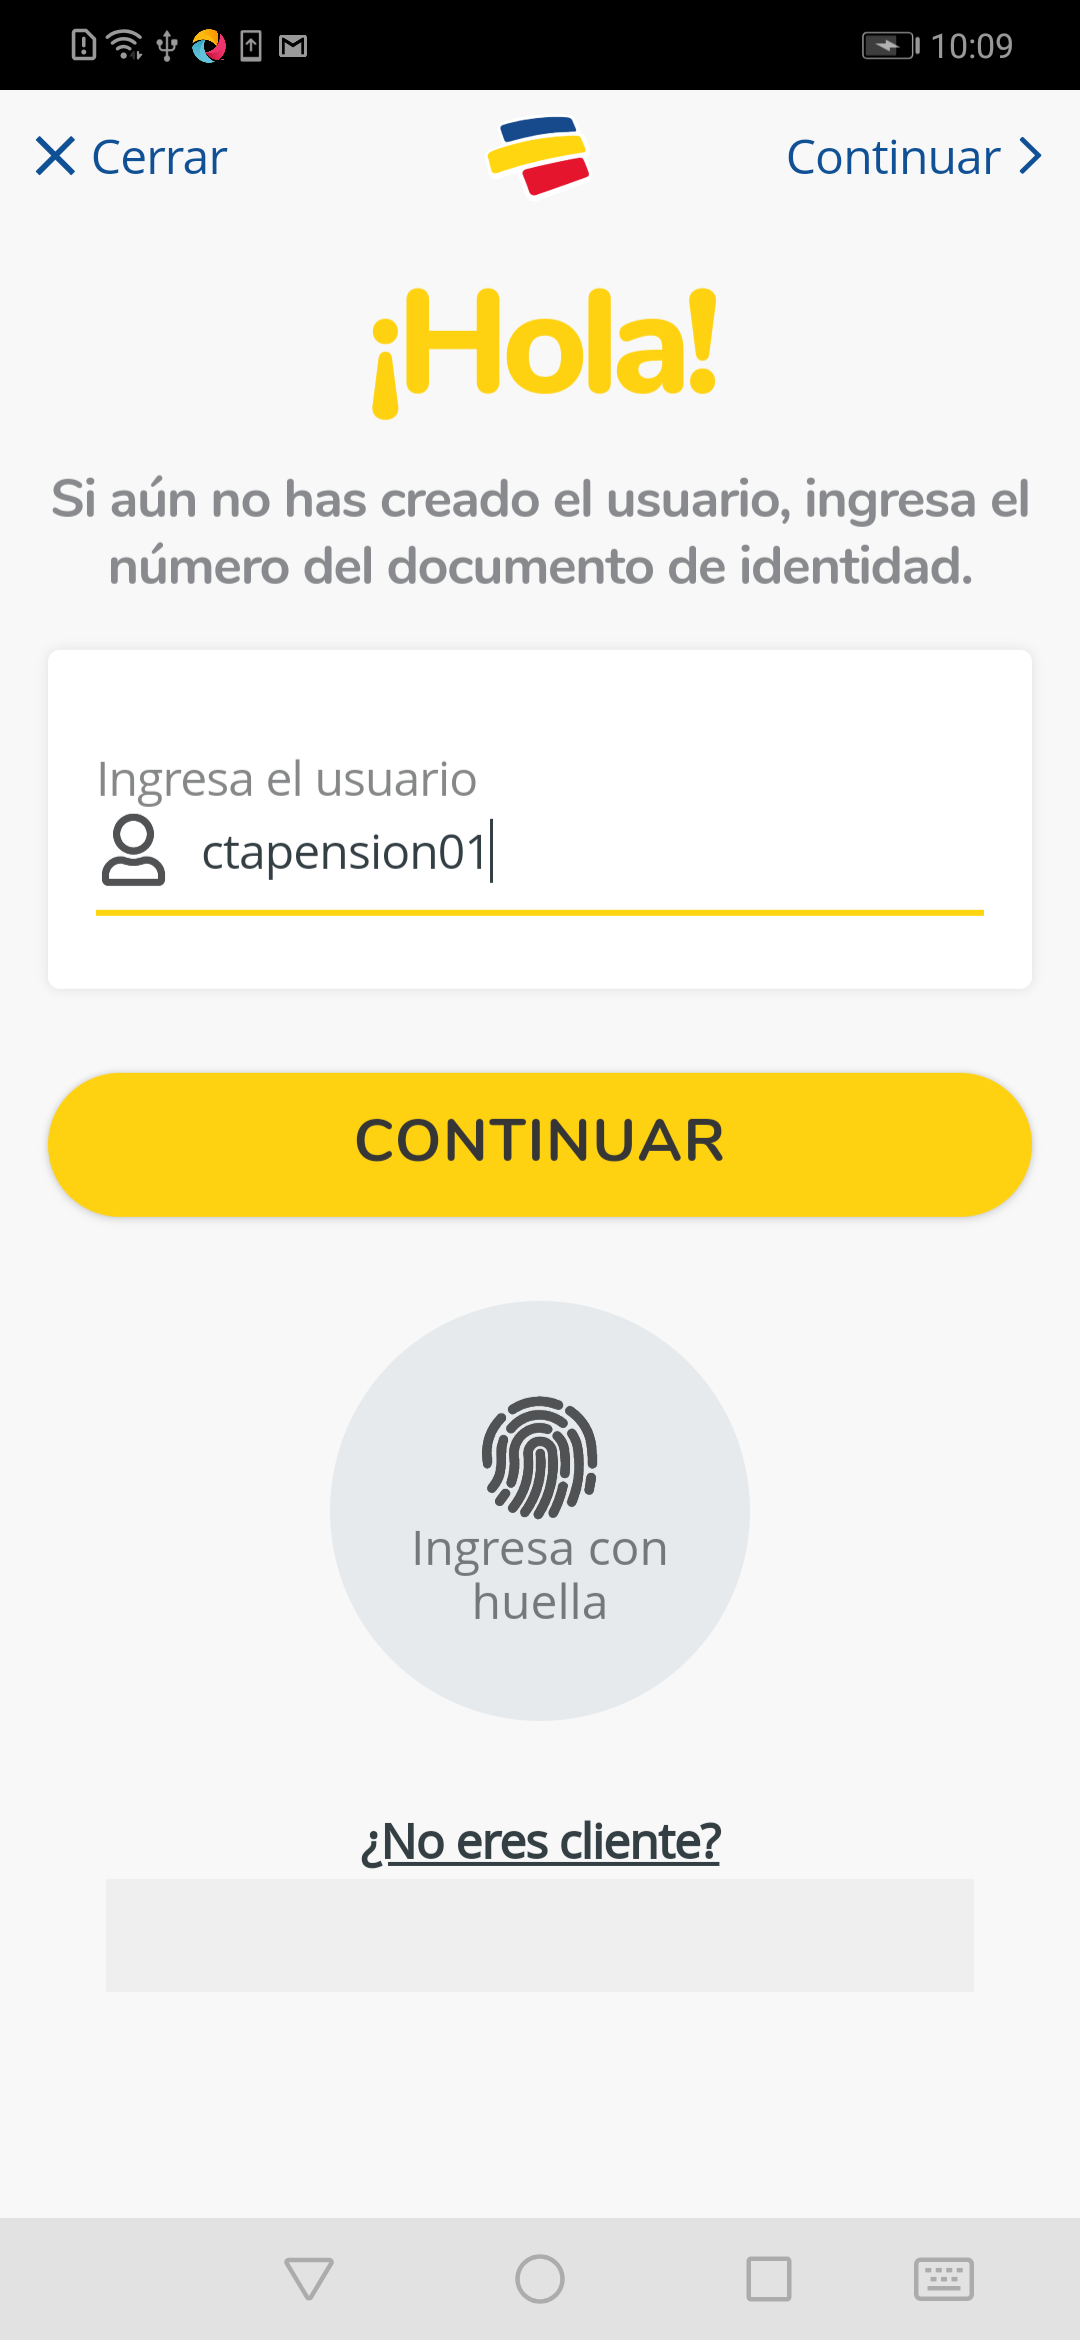 10:09
Cerrar
Continuar
¡Hola!
Si aún no has creado el usuario, ingresa el
número del documento de identidad.
Ingresa el usuario
ctapension01
CONTINUAR
Ingresa con
huella
¿No eres cliente?